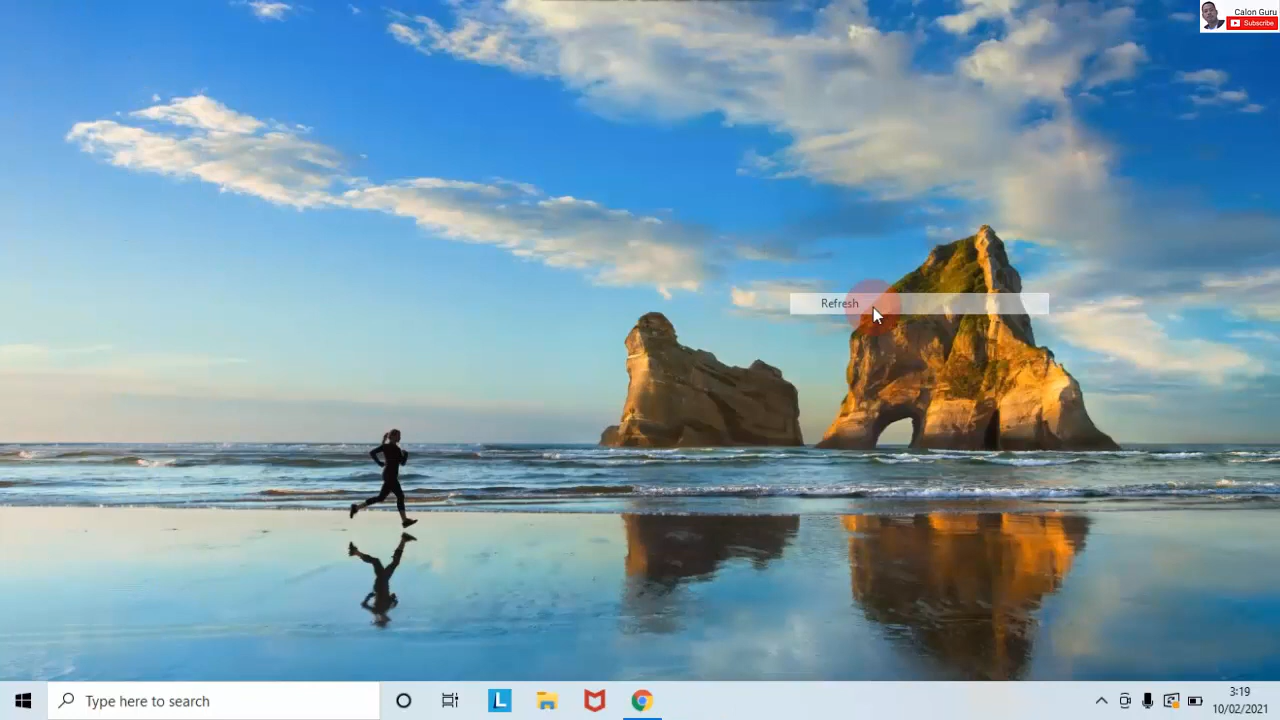 Calon Guru
Subscribe
Refresh
Type here to search
L
3:19
10/02/2021